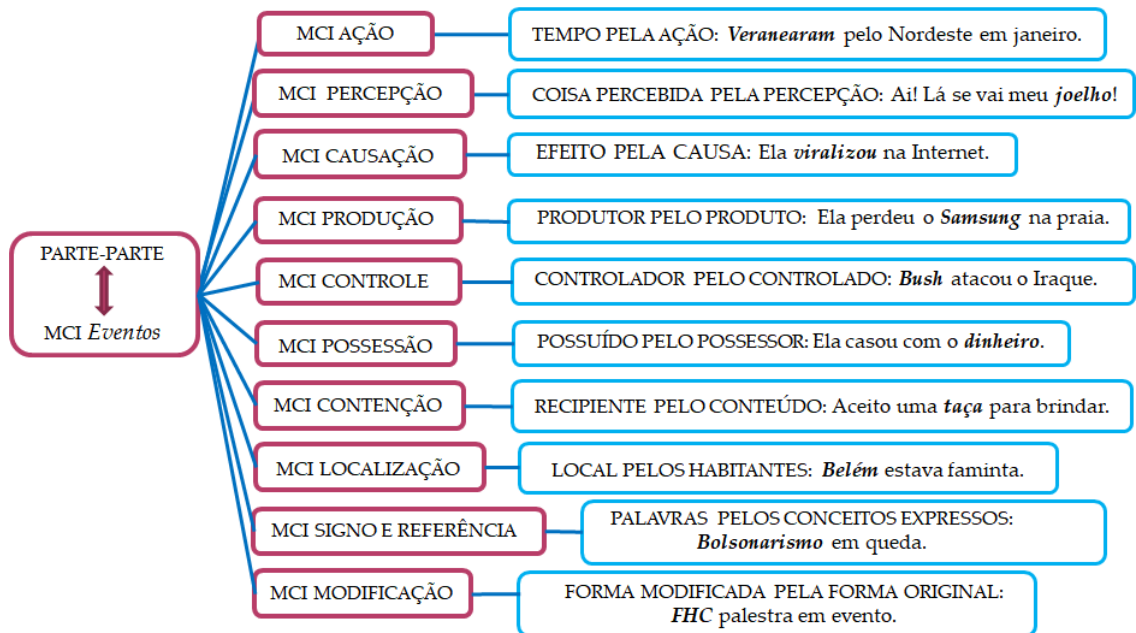 PARTE-PARTE
MCI Eventos
MCI AÇÃO
TEMPO PELA AÇÃO: Veranearam pelo Nordeste em janeiro.
MCI PERCEPÇÃO
COISA PERCEBIDA PELA PERCEPÇÃO: Ai! Lá se vai meu joelho!
MCI CAUSAÇÃO
EFEITO PELA CAUSA: Ela viralizou na Internet.
MCI PRODUÇÃO
PRODUTOR PELO PRODUTO: Ela perdeu o Samsung na praia.
MCI CONTROLE
CONTROLADOR PELO CONTROLADO: Bush atacou o Iraque.
MCI POSSESSÃO
POSSUÍDO PELO POSSESSOR: Ela casou com o dinheiro.
MCI CONTENÇÃO
RECIPIENTE PELO CONTEÚDO: Aceito uma taça para brindar.
MCI LOCALIZAÇÃO
LOCAL PELOS HABITANTES: Belém estava faminta.
MCI SIGNO E REFERÊNCIA
PALAVRAS PELOS CONCEITOS EXPRESSOS:
Bolsonarismo em queda.
MCI MODIFICAÇÃO
FORMA MODIFICADA PELA FORMA ORIGINAL:
FHC palestra em evento.